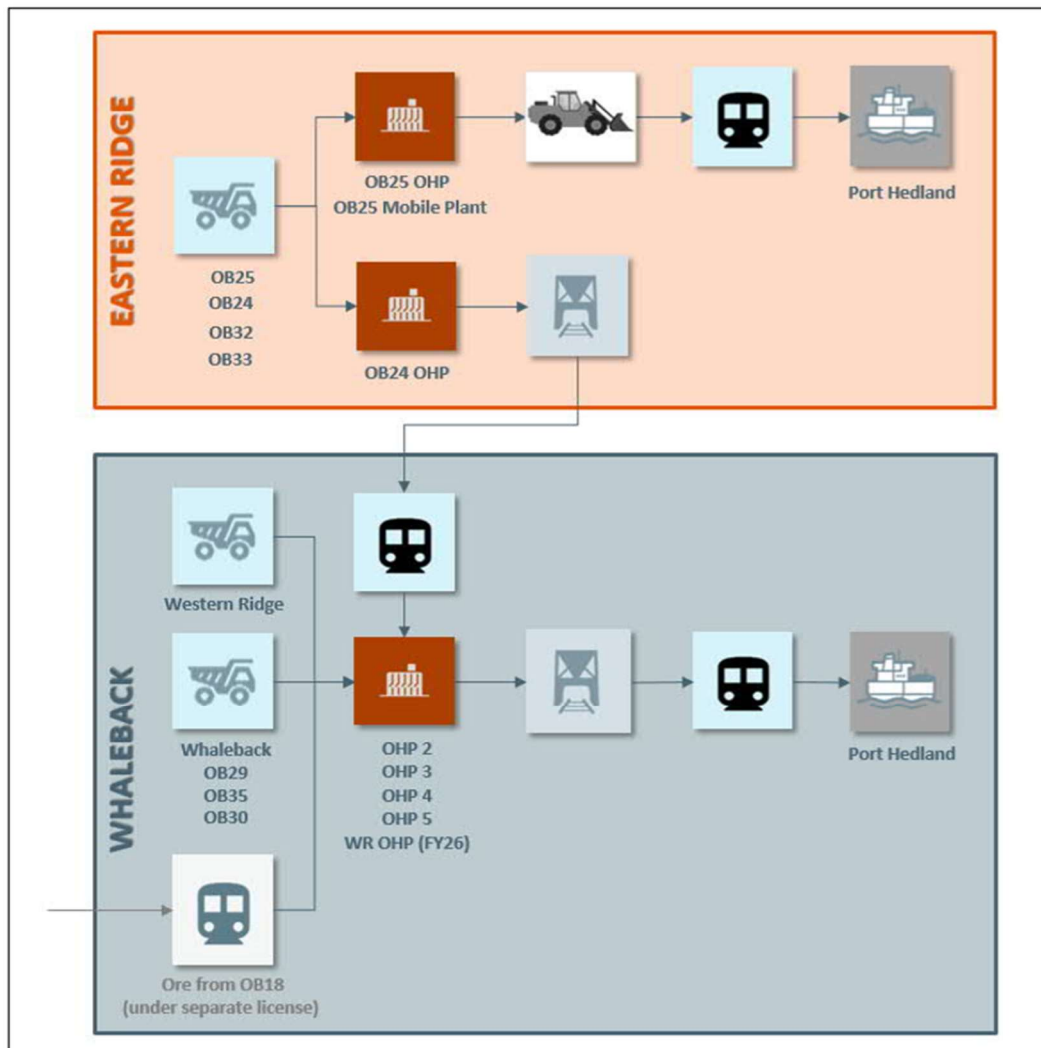 EASTERN RIDGE
OB25 OHP
OB25 Mobile Plant
Port Hedland
OB25
OB24
OB32
OB33
OB24 OHP
WHALEBACK
Western Ridge
Whaleback
OB29
OB35
OB30
OHP 2
OHP 3
OHP 4
OHP 5
WR OHP (FY26)
Port Hedland
Ore from OB18
(under separate license)